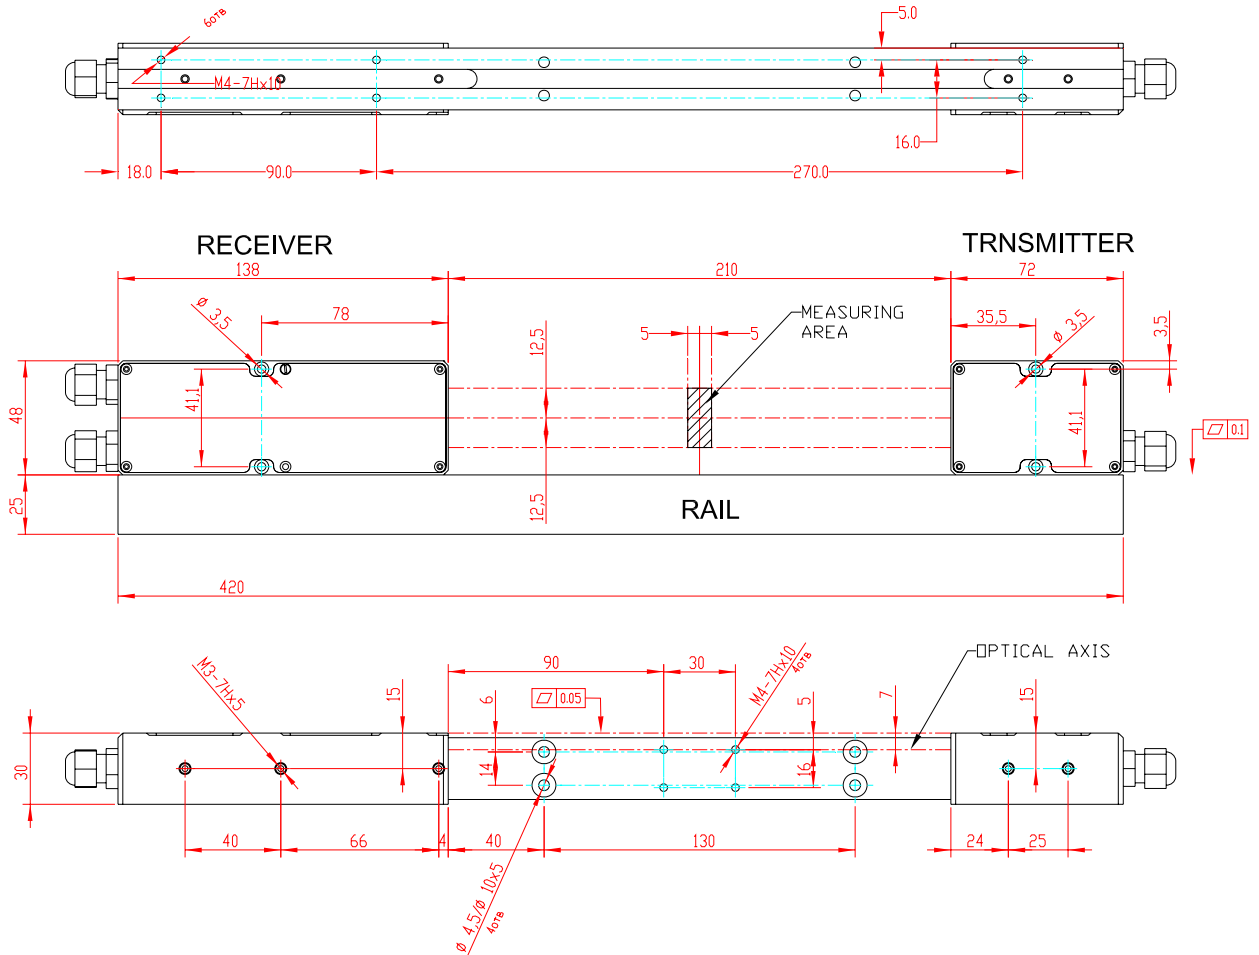 6отв
M4-7Hx10
5.0
16.0
18.0
90.0
270.0
RECEIVER
TRNSMITTER
138
210
72
Ø 3,5
78
12,5
5
5
MEASURING
AREA
35,5
Ø 3,5
3,5
48
41,1
41,1
0.1
25
12,5
RAIL
420
M3-7Hx5
15
90
30
M4-7Hx10
4отв
OPTICAL AXIS
6
0.05
5
7
15
30
14
16
40
66
4
40
130
24
25
Ø 4,5/Ø 10x5
4отв